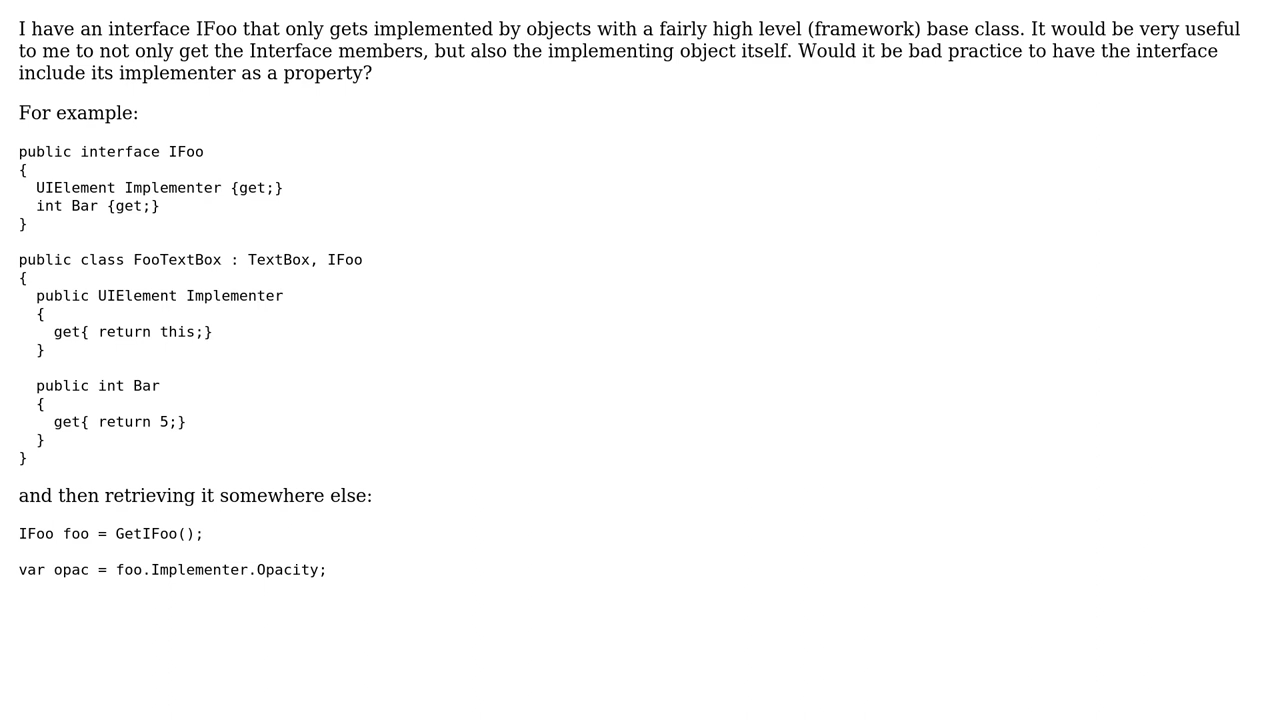 I have an interface IFoo that only gets implemented by objects with a fairly high level (framework) base class. It would be very useful
to me to not only get the Interface members, but also the implementing object itself. Would it be bad practice to have the interface
include its implementer as a property?
For example:
public interface IFoo
{
  UIElement Implementer {get;}
  int Bar {get;}
}
public class FooTextBox : TextBox, IFoo
{
  public UIElement Implementer
  {
    get{ return this;}
  }
  public int Bar
  {
    get{ return 5;}
  }
}
and then retrieving it somewhere else:
IFoo foo = GetIFoo();
var opac = foo.Implementer.Opacity;